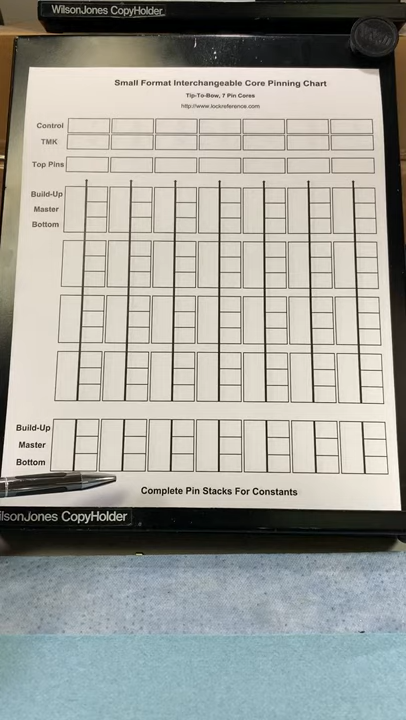 WilsonJones CopyHolder
Small Format Interchangeable Core Pinning Chart
Tip-To-Bow, 7 Pin Cores
http://www.lockreference.com
Control
TMK
Top Pins
Build-Up
Master
Bottom
Build-Up
Master
Bottom
Complete Pin Stacks For Constants
ilsonJones CopyHolder